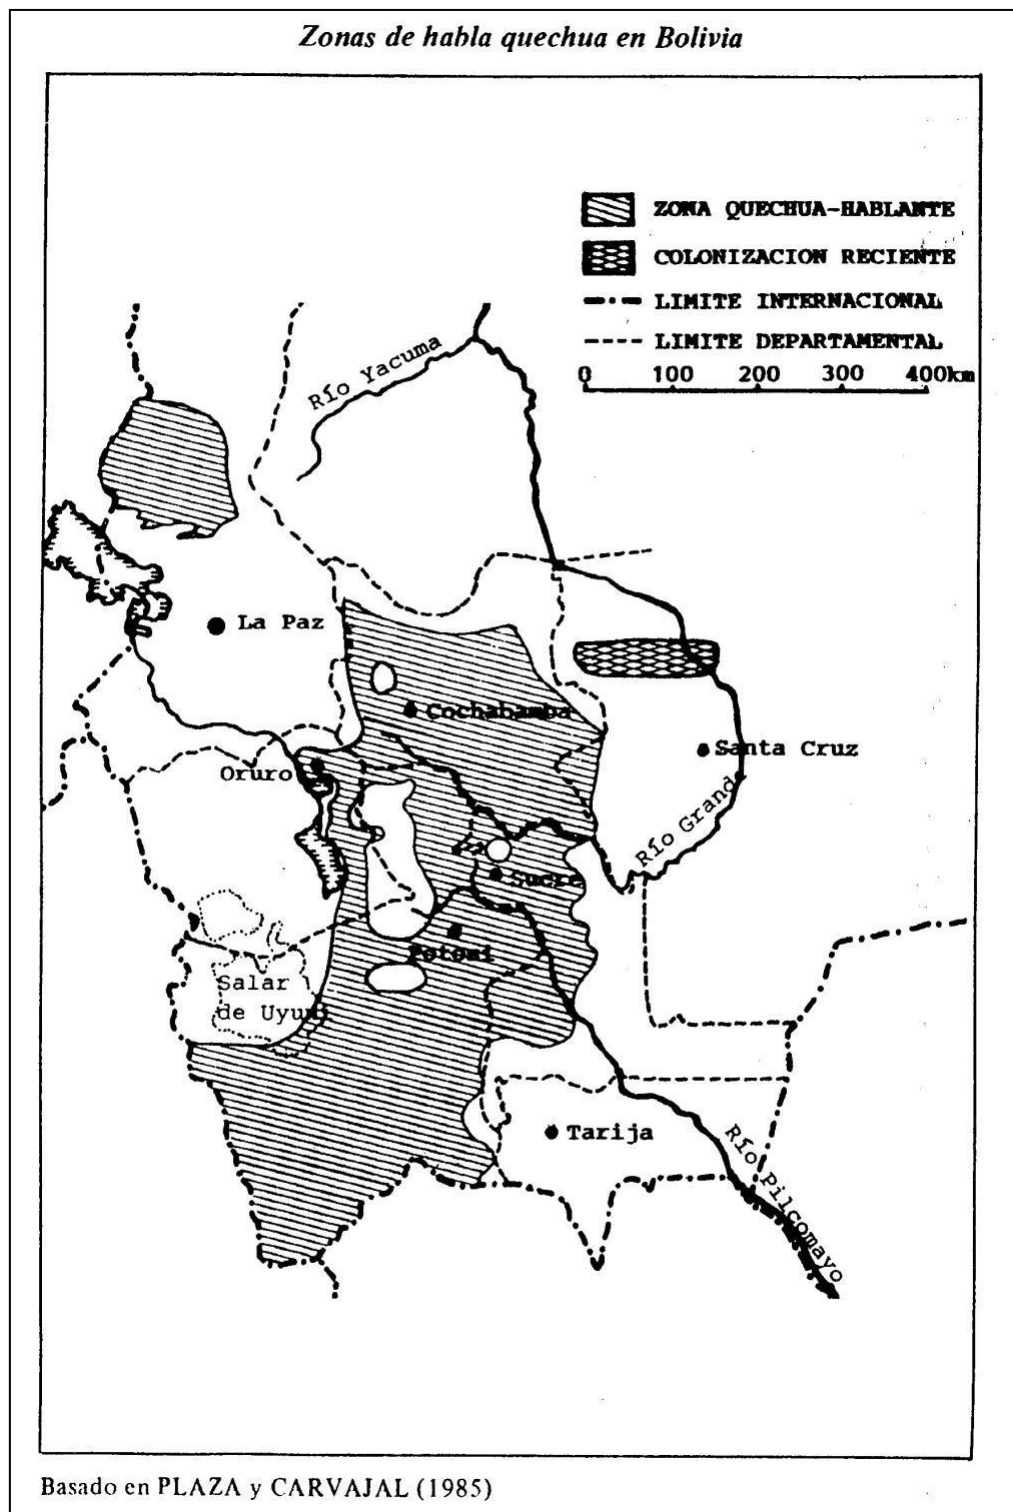 Zonas de habla quechua en Bolivia
ZONA QUECHUA-HABLANTE
COLONIZACION RECIENTE
LIMITE INTERNACIONAL
LIMITE DEPARTAMENTAL
0 100 200 300 400km
Río Yacuma
La Paz
Cochabamba
Santa Cruz
Oruro
Río Grande
Sucre
Potosi
Salar
de Uyuni
Tarija
Río Pilcomayo
Basado en PLAZA y CARVAJAL (1985)